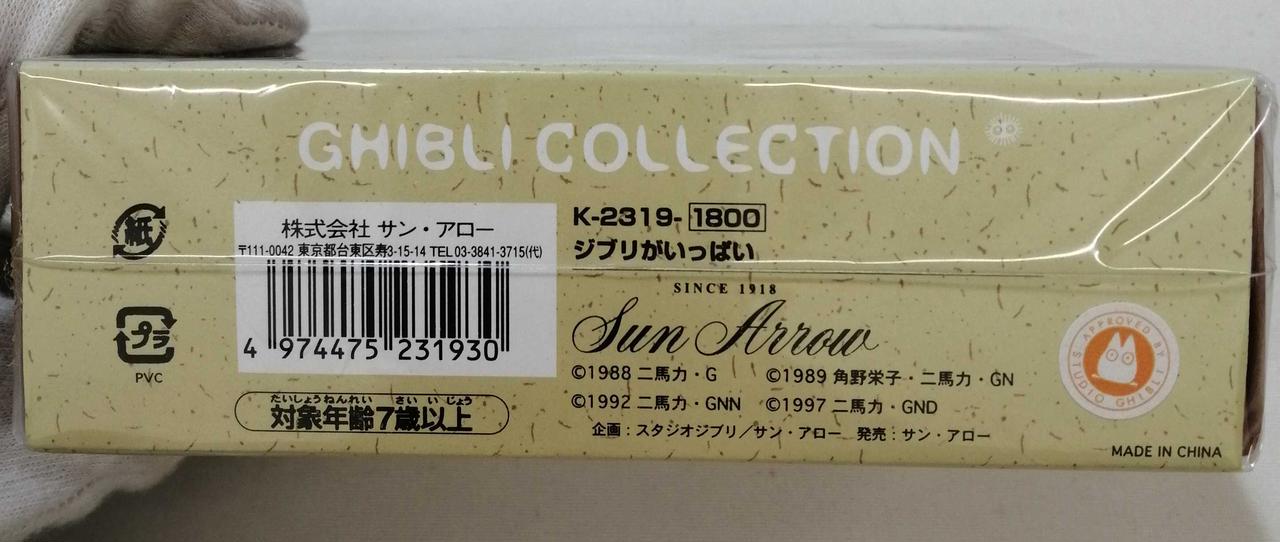 GHIBLI COLLECTION
紙
株式会社 サン・アロー
〒111-0042 東京都台東区寿3-15-14 TEL 03-3841-3715(代)
4 974475 231930
K-2319-1800
ジブリがいっぱい
SINCE 1918
Sun Arrow
プラ
PVC
©1988 二馬力・G ©1989 角野栄子・二馬力・GN
©1992 二馬力・GNN ©1997 二馬力・GND
たいしょうねんれい さい い じょう
対象年齢7歳以上
企画：スタジオジブリ／サン・アロー 発売：サン・アロー
APPROVED BY STUDIO GHIBLI
MADE IN CHINA